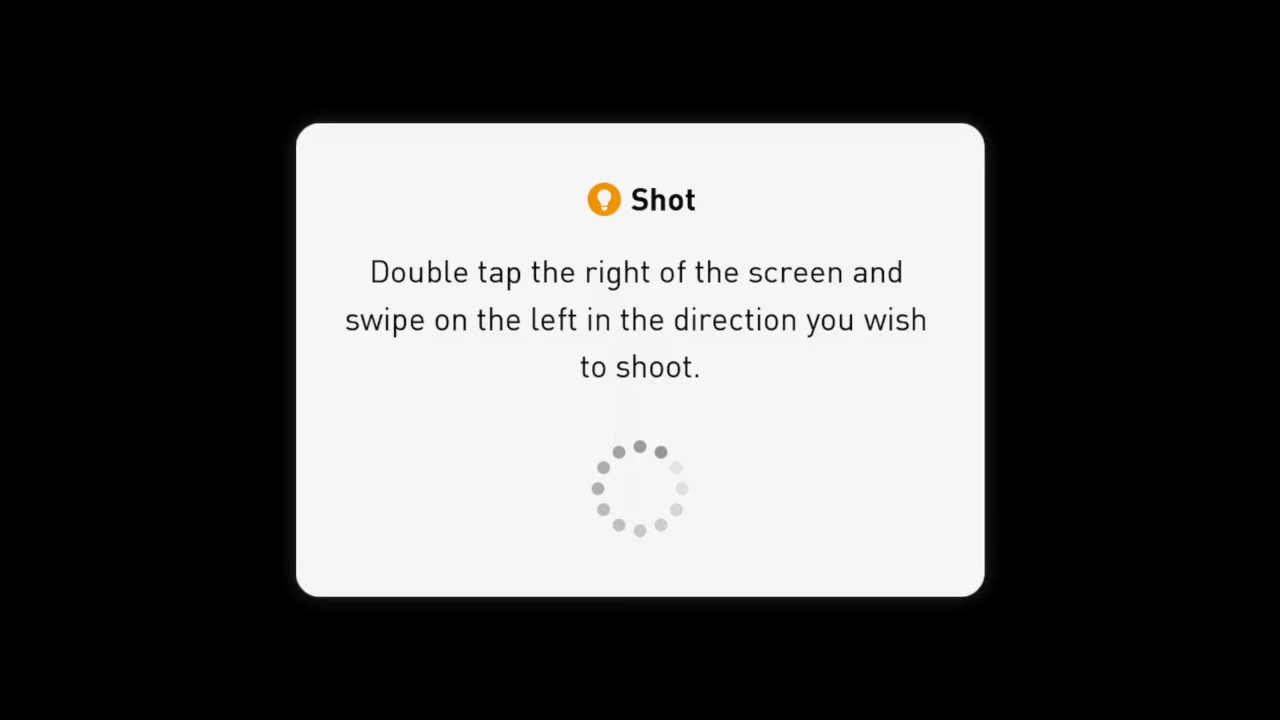 Shot
Double tap the right of the screen and
swipe on the left in the direction you wish
to shoot.